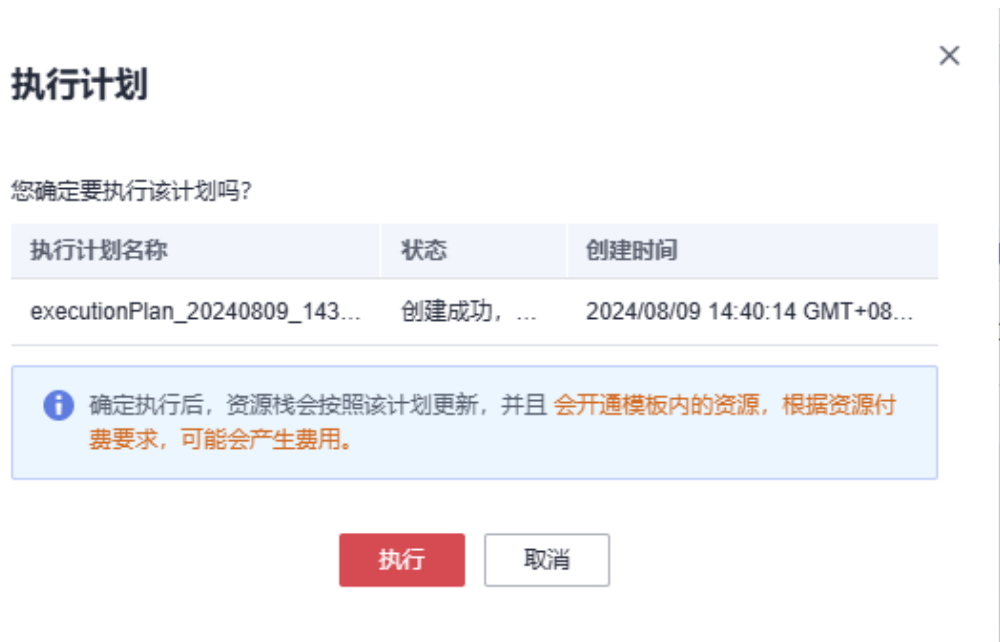 执行计划
您确定要执行该计划吗?
执行计划名称 状态 创建时间
executionPlan_20240809_143... 创建成功，... 2024/08/09 14:40:14 GMT+08...
确定执行后，资源栈会按照该计划更新，并且 会开通模板内的资源，根据资源付
费要求，可能会产生费用。
执行 取消